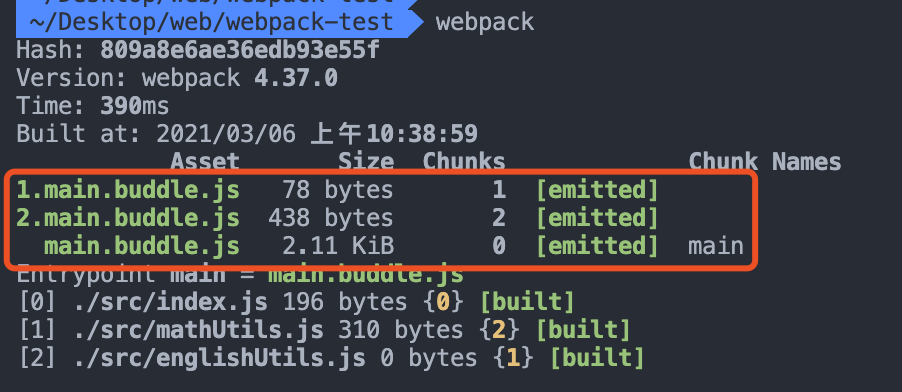 ~/Desktop/web/webpack-test
~/Desktop/web/webpack-test webpack
Hash: 809a8e6ae36edb93e55f
Version: webpack 4.37.0
Time: 390ms
Built at: 2021/03/06 上午10:38:59
Asset Size Chunks Chunk Names
1.main.buddle.js 78 bytes 1 [emitted]
2.main.buddle.js 438 bytes 2 [emitted]
main.buddle.js 2.11 KiB 0 [emitted] main
Entrypoint main = main.buddle.js
[0] ./src/index.js 196 bytes {0} [built]
[1] ./src/mathUtils.js 310 bytes {2} [built]
[2] ./src/englishUtils.js 0 bytes {1} [built]